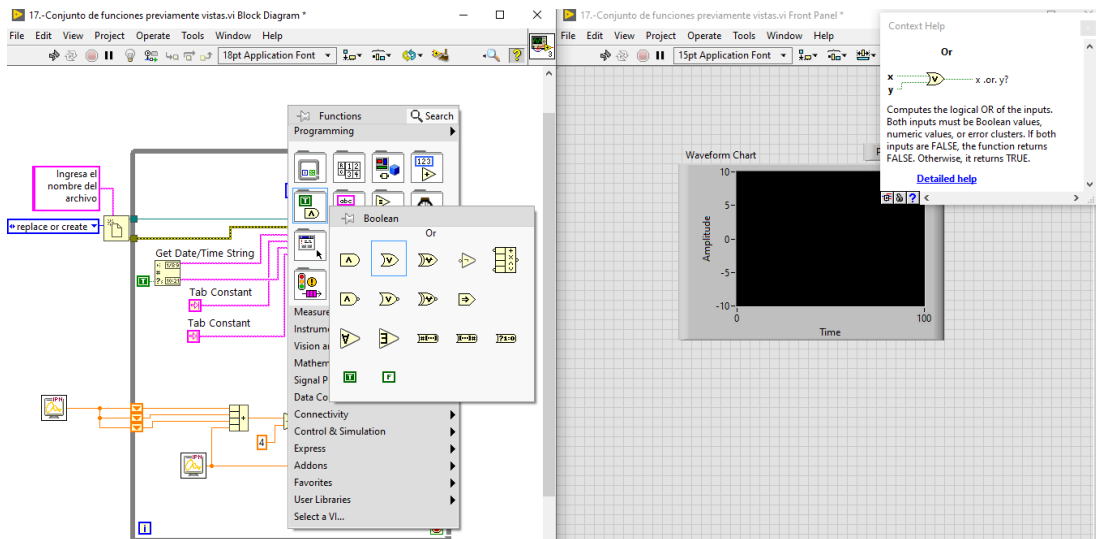 17.-Conjunto de funciones previamente vistas.vi Block Diagram *
File Edit View Project Operate Tools Window Help
18pt Application Font
3
Functions
Search
Programming
Ingresa el
nombre del
archivo
replace or create
Get Date/Time String
T
Tab Constant
Tab Constant
123
abc
Boolean
Or
T
F
Measure
Instrume
Vision a
Mathem
Signal P
Data Co
Connectivity
Control & Simulation
Express
Addons
Favorites
User Libraries
Select a VI...
IPN
4
IPN
i
17.-Conjunto de funciones previamente vistas.vi Front Panel *
File Edit View Project Operate Tools Window Help
15pt Application Font
Waveform Chart
Amplitude
10
5
0
-5
-10
0
100
Time
Context Help
Or
x
y
x .or. y?
Computes the logical OR of the inputs.
Both inputs must be Boolean values,
numeric values, or error clusters. If both
inputs are FALSE, the function returns
FALSE. Otherwise, it returns TRUE.
Detailed help